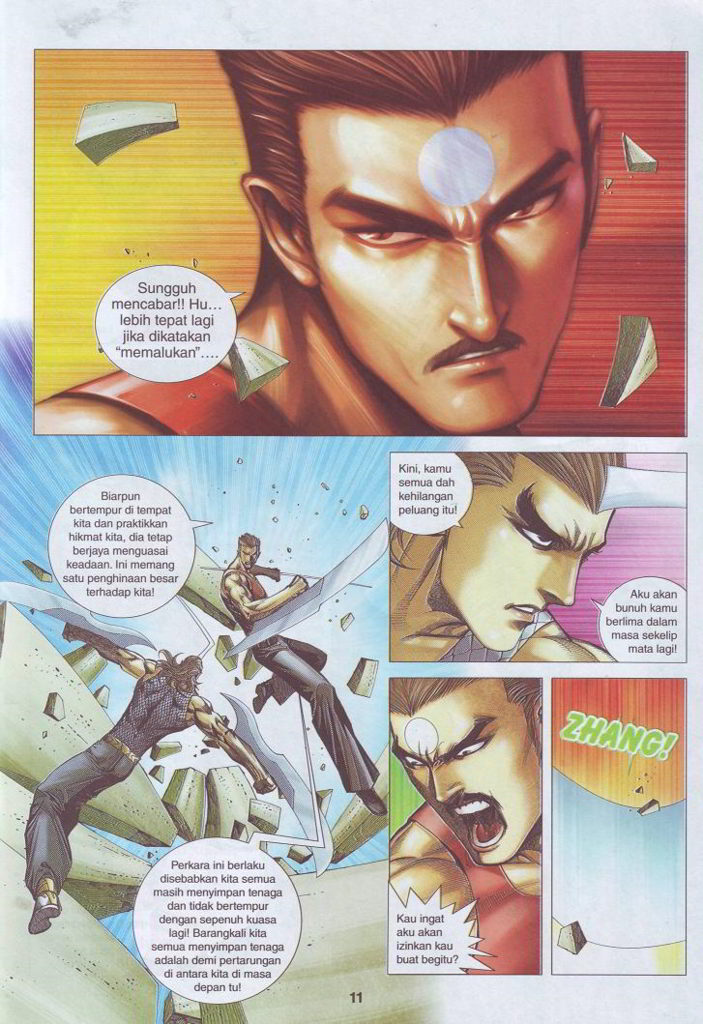 Sungguh
mencabar!! Hu...
lebih tepat lagi
jika dikatakan
“memalukan”....
Biarpun
bertempur di tempat
kita dan praktikkan
hikmat kita, dia tetap
berjaya menguasai
keadaan. Ini memang
satu penghinaan besar
terhadap kita!
Kini, kamu
semua dah
kehilangan
peluang itu!
Aku akan
bunuh kamu
berlima dalam
masa sekelip
mata lagi!
Perkara ini berlaku
disebabkan kita semua
masih menyimpan tenaga
dan tidak bertempur
dengan sepenuh kuasa
lagi! Barangkali kita
semua menyimpan tenaga
adalah demi pertarungan
di antara kita di masa
depan tu!
Kau ingat
aku akan
izinkan kau
buat begitu?
ZHANG!
11